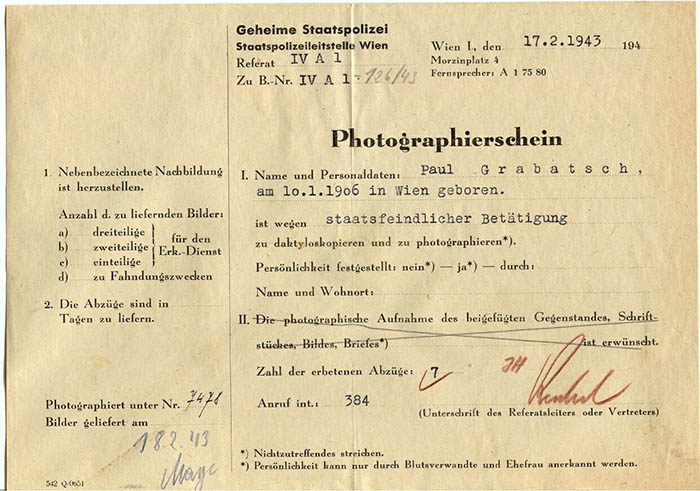 Geheime Staatspolizei
Staatspolizeileitstelle Wien
Referat IV A 1
Zu B.-Nr. IV A 1 - 126/43
Wien I., den 17.2.1943 194
Morzinplatz 4
Fernsprecher: A 1 75 80
Photographierschein
1. Nebenbezeichnete Nachbildung
ist herzustellen.
Anzahl d. zu liefernden Bilder:
a) dreiteilige
b) zweiteilige
c) einteilige
für den
Erk.-Dienst
d) zu Fahndungszwecken
2. Die Abzüge sind in
Tagen zu liefern.
Photographiert unter Nr. 7478
Bilder geliefert am
18.2.43
542 Q-0651
I. Name und Personaldaten: Paul Grabatsch,
am 10.1.1906 in Wien geboren.
ist wegen staatsfeindlicher Betätigung
zu daktyloskopieren und zu photographieren*).
Persönlichkeit festgestellt: nein*) — ja*) — durch:
Name und Wohnort:
II. Die photographische Aufnahme des beigefügten Gegenstandes, Schrift-
stückes, Bildes, Briefes*) ist erwünscht.
Zahl der erbetenen Abzüge: 7
Anruf int.: 384
(Unterschrift des Referatsleiters oder Vertreters)
*) Nichtzutreffendes streichen.
*) Persönlichkeit kann nur durch Blutsverwandte und Ehefrau anerkannt werden.